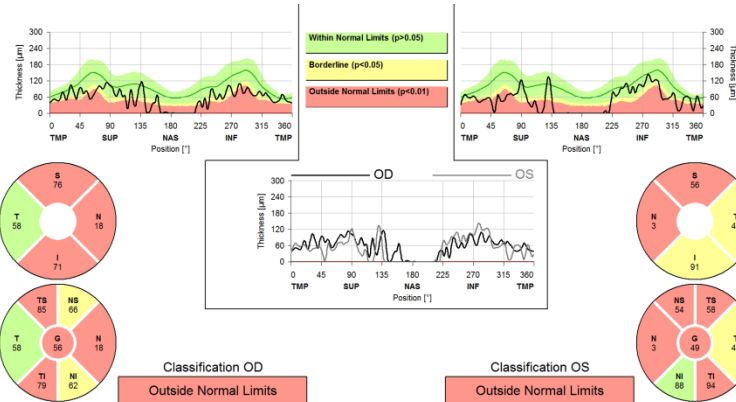 Within Normal Limits (p>0.05)
Borderline (p<0.05)
Outside Normal Limits (p<0.01)
Thickness [µm]
300
240
180
120
60
0
0 45 90 135 180 225 270 315 360
TMP SUP NAS INF TMP
Position [°]
300
240
180
120
60
0
Thickness [µm]
0 45 90 135 180 225 270 315 360
TMP SUP NAS INF TMP
Position [°]
OD OS
Thickness [µm]
300
240
180
120
60
0
0 45 90 135 180 225 270 315 360
TMP SUP NAS INF TMP
Position [°]
S
76
T
58
N
18
I
71
S
56
N
3
I
91
TS
85
NS
66
T
58
G
56
N
18
TI
79
NI
62
NS
54
TS
58
N
3
G
49
NI
88
TI
94
Classification OD
Outside Normal Limits
Classification OS
Outside Normal Limits